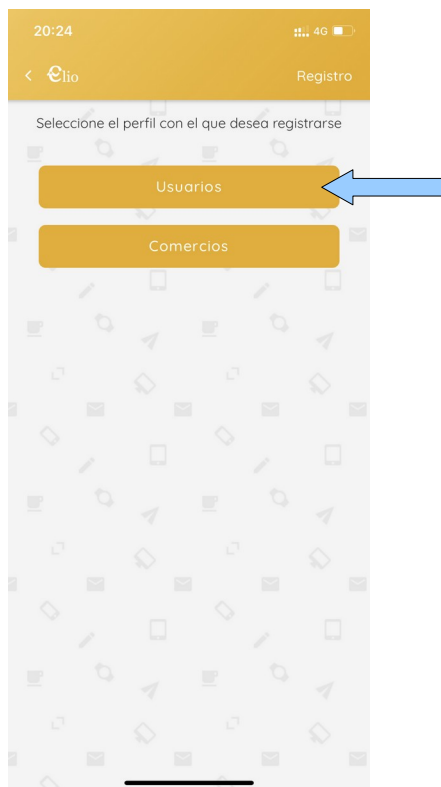 20:24 4G
Elio Registro
Seleccione el perfil con el que desea registrarse
Usuarios
Comercios